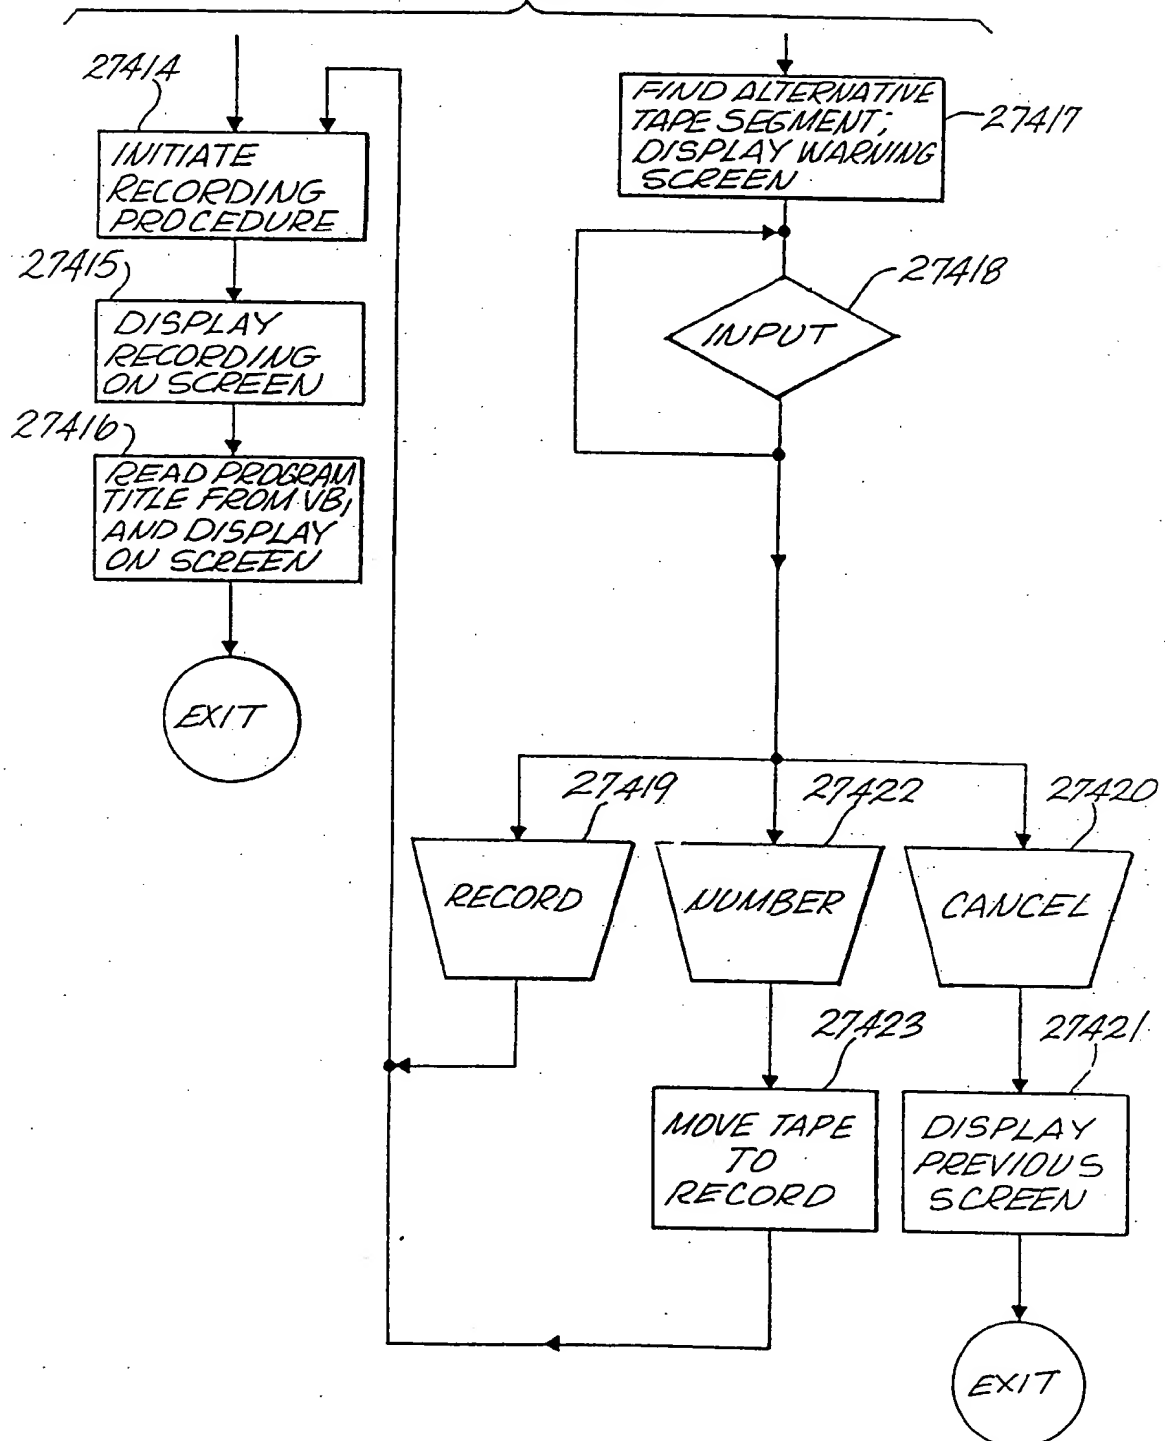 27414
INITIATE
RECORDING
PROCEDURE
27415
DISPLAY
RECORDING
ON SCREEN
27416
READ PROGRAM
TITLE FROM VBI
AND DISPLAY
ON SCREEN
EXIT
FIND ALTERNATIVE
TAPE SEGMENT;
DISPLAY WARNING
SCREEN
27417
27418
INPUT
27419
RECORD
27422
NUMBER
27420
CANCEL
27423
MOVE TAPE
TO
RECORD
27421
DISPLAY
PREVIOUS
SCREEN
EXIT